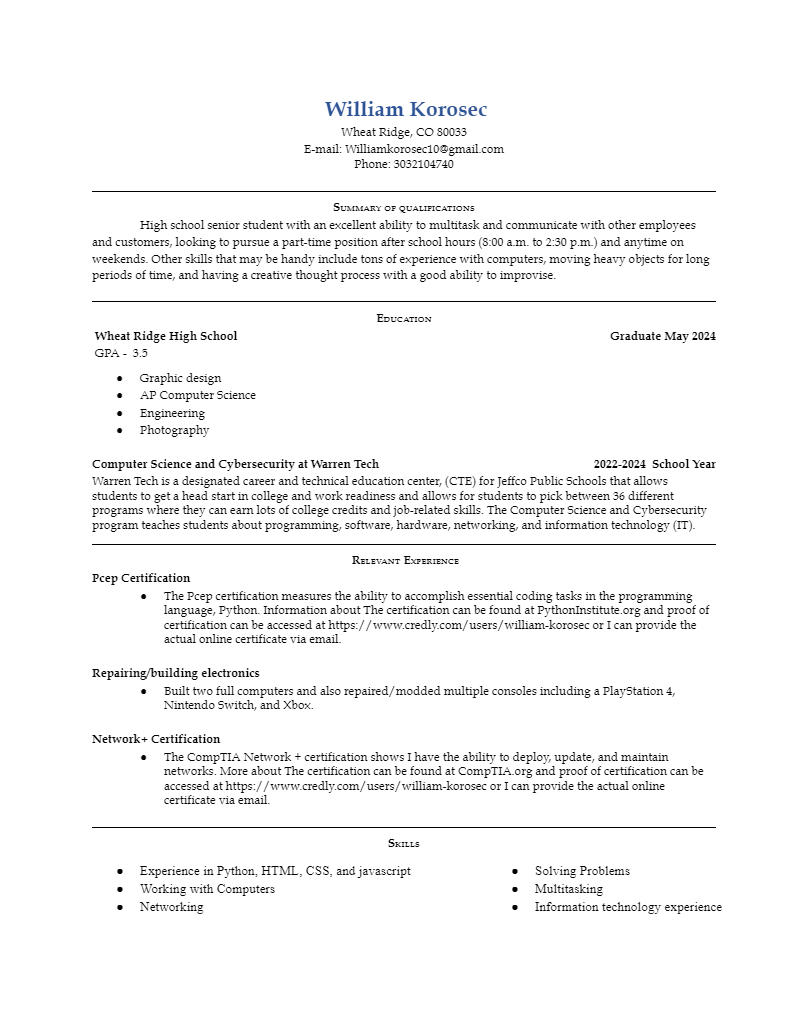 William Korosec
Wheat Ridge, CO 80033
E-mail: Williamkorosec10@gmail.com
Phone: 3032104740
Summary of qualifications
High school senior student with an excellent ability to multitask and communicate with other employees
and customers, looking to pursue a part-time position after school hours (8:00 a.m. to 2:30 p.m.) and anytime on
weekends. Other skills that may be handy include tons of experience with computers, moving heavy objects for long
periods of time, and having a creative thought process with a good ability to improvise.
Education
Wheat Ridge High School Graduate May 2024
GPA - 3.5
● Graphic design
● AP Computer Science
● Engineering
● Photography
Computer Science and Cybersecurity at Warren Tech 2022-2024 School Year
Warren Tech is a designated career and technical education center, (CTE) for Jeffco Public Schools that allows
students to get a head start in college and work readiness and allows for students to pick between 36 different
programs where they can earn lots of college credits and job-related skills. The Computer Science and Cybersecurity
program teaches students about programming, software, hardware, networking, and information technology (IT).
Relevant Experience
Pcep Certification
● The Pcep certification measures the ability to accomplish essential coding tasks in the programming
language, Python. Information about The certification can be found at PythonInstitute.org and proof of
certification can be accessed at https://www.credly.com/users/william-korosec or I can provide the
actual online certificate via email.
Repairing/building electronics
● Built two full computers and also repaired/modded multiple consoles including a PlayStation 4,
Nintendo Switch, and Xbox.
Network+ Certification
● The CompTIA Network + certification shows I have the ability to deploy, update, and maintain
networks. More about The certification can be found at CompTIA.org and proof of certification can be
accessed at https://www.credly.com/users/william-korosec or I can provide the actual online
certificate via email.
Skills
● Experience in Python, HTML, CSS, and javascript
● Working with Computers
● Networking
● Solving Problems
● Multitasking
● Information technology experience